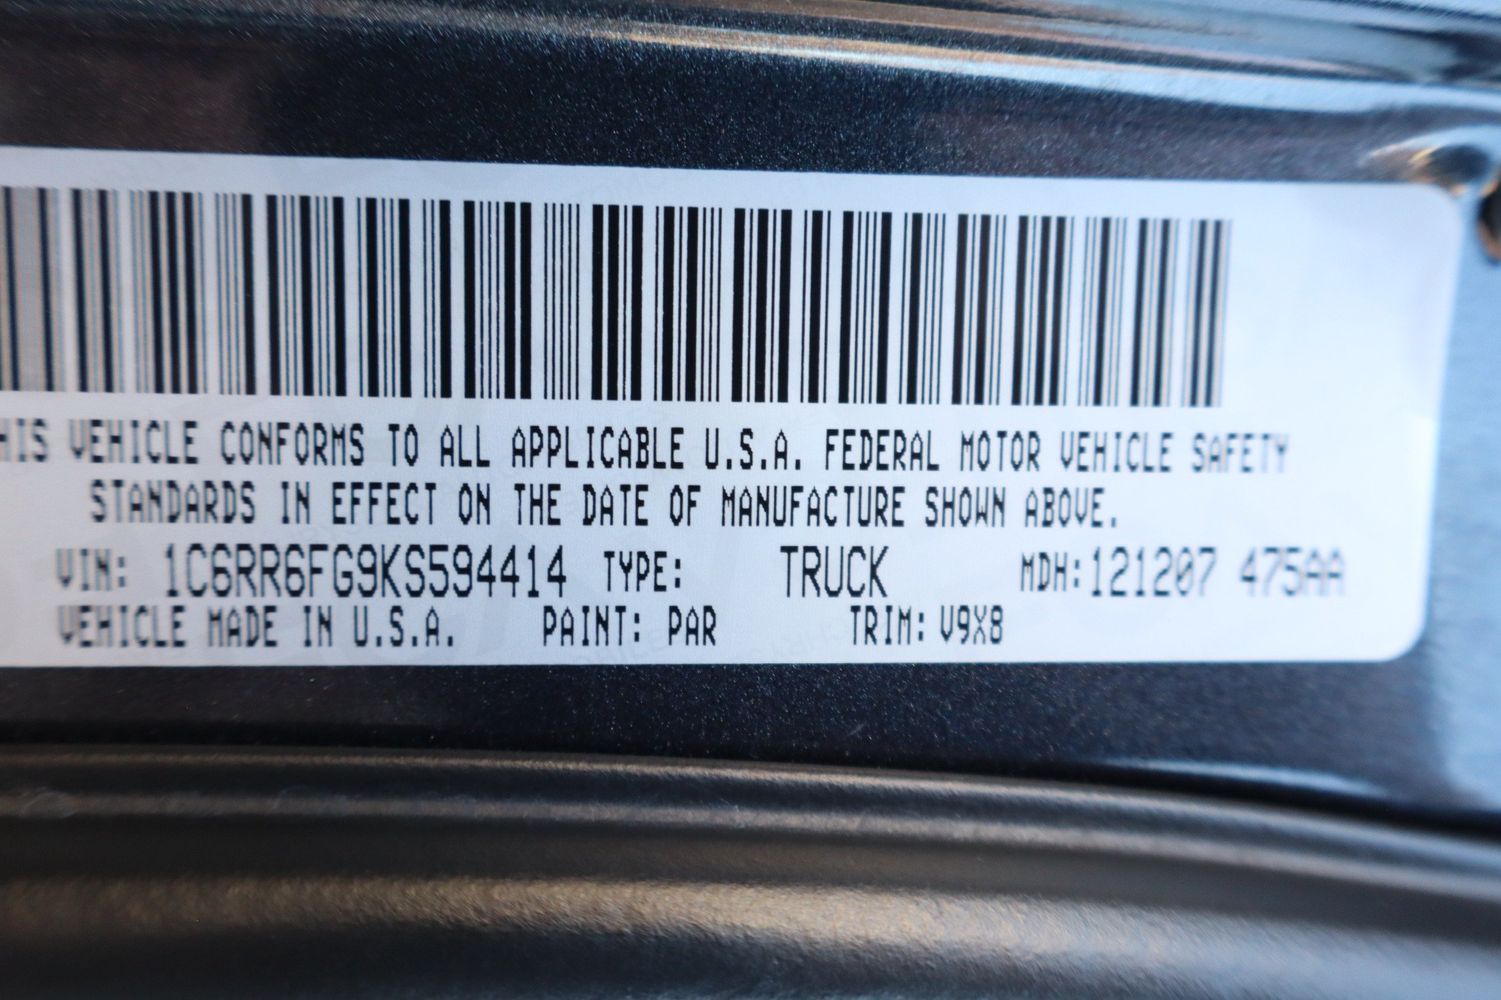 HIS VEHICLE CONFORMS TO ALL APPLICABLE U.S.A. FEDERAL MOTOR VEHICLE SAFETY
STANDARDS IN EFFECT ON THE DATE OF MANUFACTURE SHOWN ABOVE.
VIN: 1C6RR6FG9KS594414 TYPE: TRUCK MDH:121207 475AA
VEHICLE MADE IN U.S.A. PAINT: PAR TRIM: V9X8